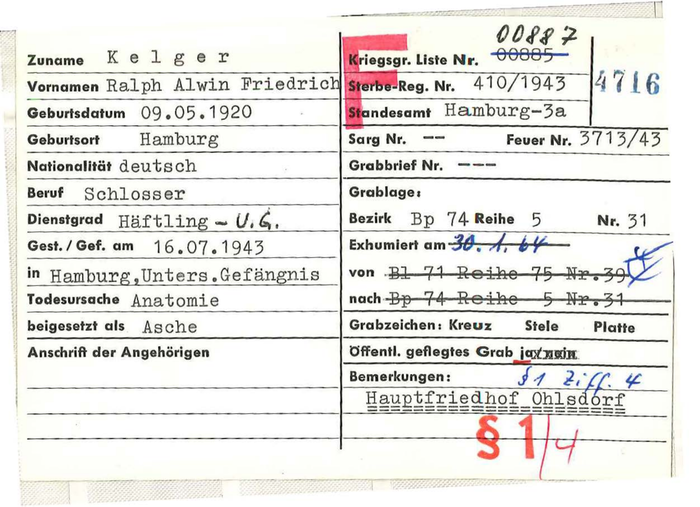 Zuname K e l g e r
Vornamen Ralph Alwin Friedrich
Geburtsdatum 09.05.1920
Geburtsort Hamburg
Nationalität deutsch
Beruf Schlosser
Dienstgrad Häftling – U.G.
Gest. / Gef. am 16.07.1943
in Hamburg,Unters.Gefängnis
Todesursache Anatomie
beigesetzt als Asche
Anschrift der Angehörigen
F
00887
Kriegsgr. Liste Nr. 00885
Sterbe-Reg. Nr. 410/1943
4716
Standesamt Hamburg-3a
Sarg Nr. -- Feuer Nr. 3713/43
Grabbrief Nr. ---
Grablage:
Bezirk Bp 74 Reihe 5 Nr. 31
Exhumiert am 30.1.64
von Bl 71 Reihe 75 Nr.39
nach Bp 74 Reihe 5 Nr.31
Grabzeichen: Kreuz Stele Platte
Öffentl. geflegtes Grab ja/nein
Bemerkungen: §1 Ziff. 4
Hauptfriedhof Ohlsdorf
§ 1/4